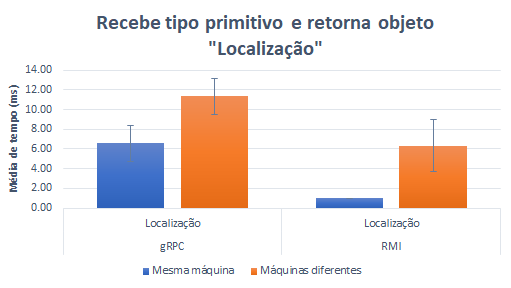 Recebe tipo primitivo e retorna objeto
"Localização"
Média de tempo (ms)
14.00
12.00
10.00
8.00
6.00
4.00
2.00
0.00
Localização
Localização
gRPC
RMI
Mesma máquina
Máquinas diferentes